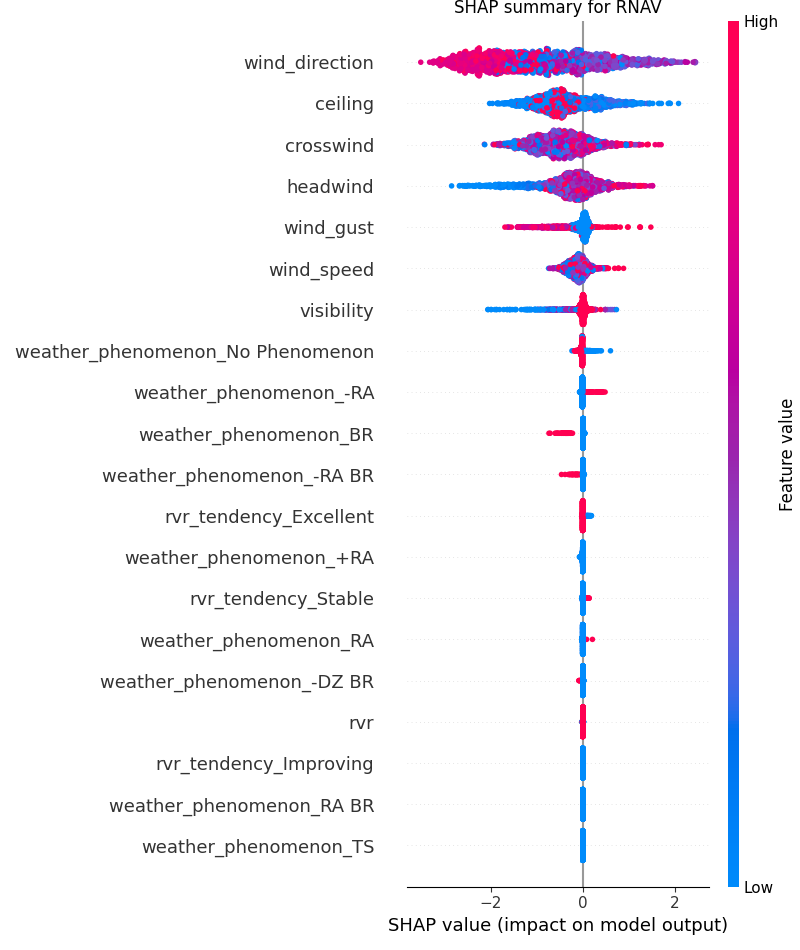 SHAP summary for RNAV
High
wind_direction
ceiling
crosswind
headwind
wind_gust
wind_speed
visibility
weather_phenomenon_No Phenomenon
weather_phenomenon_-RA
weather_phenomenon_BR
weather_phenomenon_-RA BR
rvr_tendency_Excellent
weather_phenomenon_+RA
rvr_tendency_Stable
weather_phenomenon_RA
weather_phenomenon_-DZ BR
rvr
rvr_tendency_Improving
weather_phenomenon_RA BR
weather_phenomenon_TS
Feature value
Low
−2 0 2
SHAP value (impact on model output)